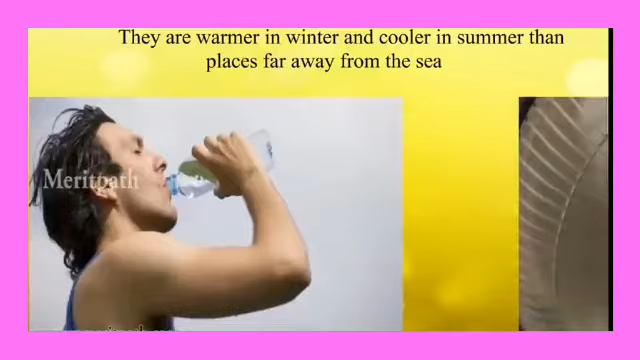 They are warmer in winter and cooler in summer than
places far away from the sea
Meritpath